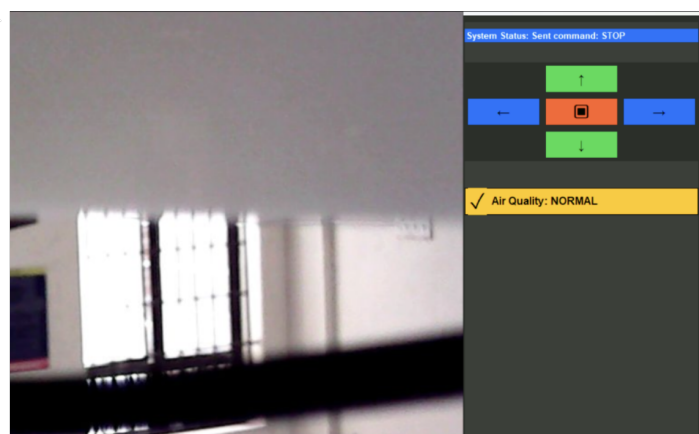 System Status: Sent command: STOP
↑
← →
↓
Air Quality: NORMAL